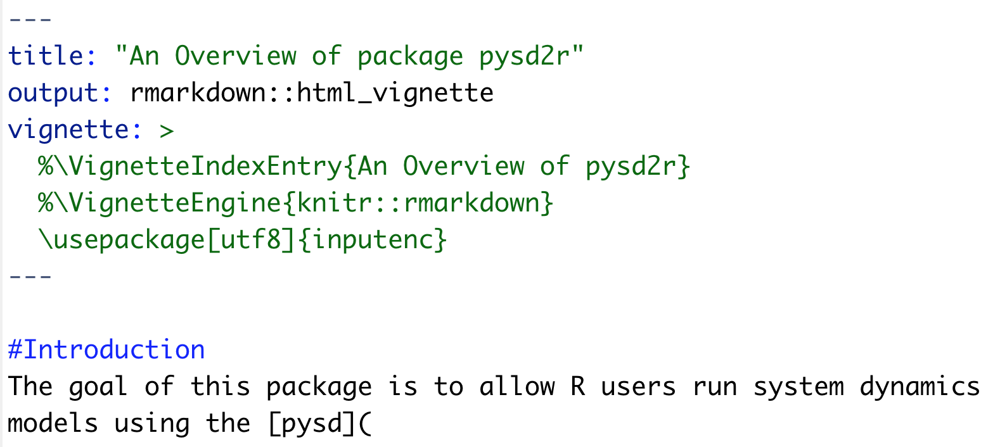 ---
title: "An Overview of package pysd2r"
output: rmarkdown::html_vignette
vignette: >
  %\VignetteIndexEntry{An Overview of pysd2r}
  %\VignetteEngine{knitr::rmarkdown}
  \usepackage[utf8]{inputenc}
---

#Introduction
The goal of this package is to allow R users run system dynamics
models using the [pysd](